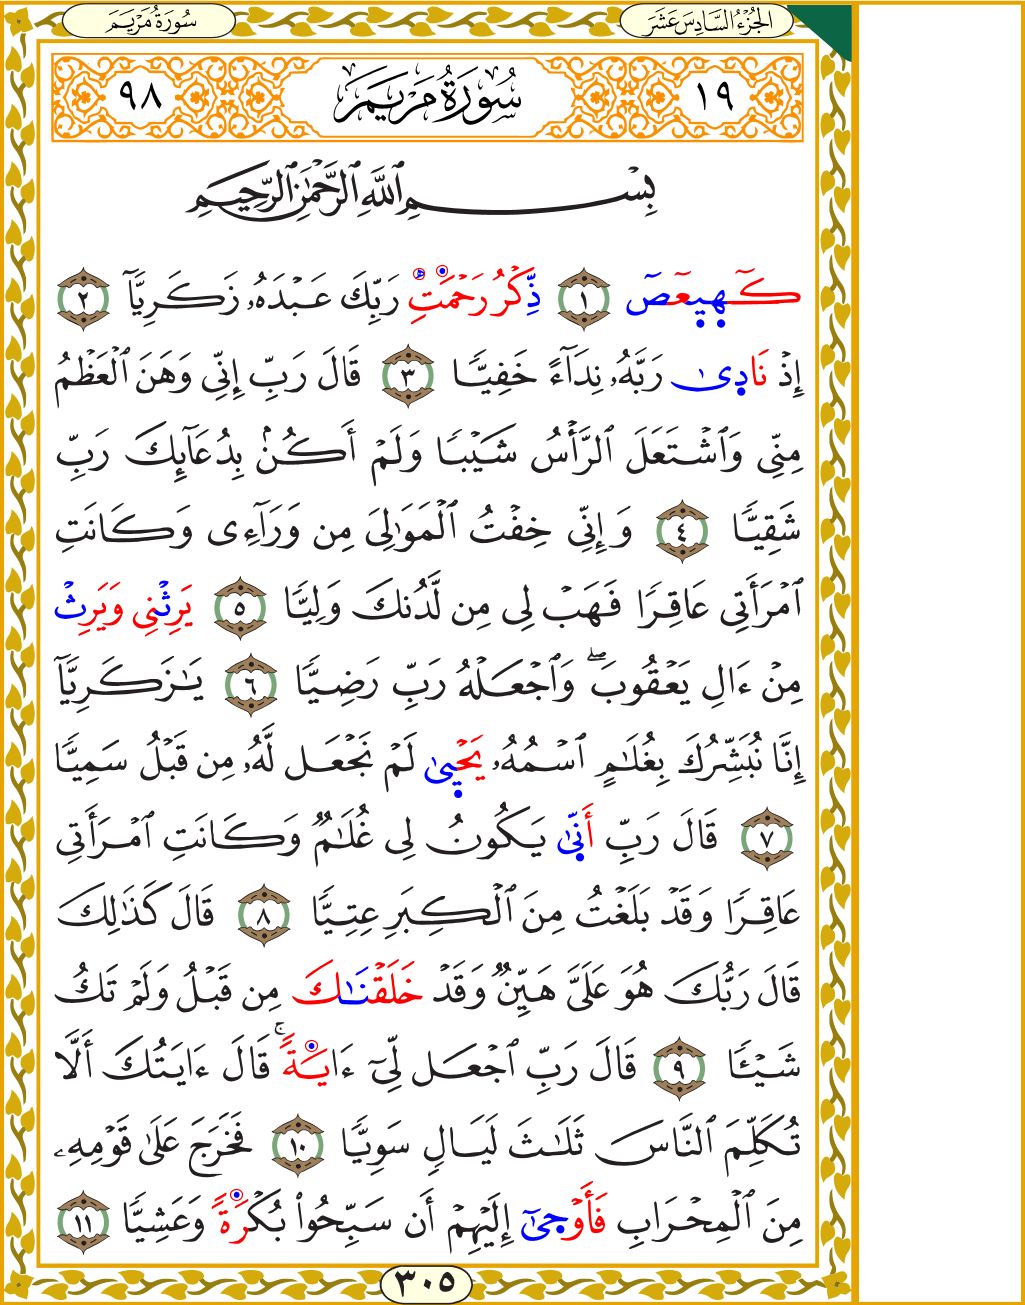 الجُزْءُ السَّادِسَ عَشَرَ
سُورَةُ مَرْيَمَ
١٩
سُورَةُ مَرْيَمَ
٩٨
بِسْمِ ٱللَّهِ ٱلرَّحْمَٰنِ ٱلرَّحِيمِ
كٓهيعٓصٓ ١ ذِّكْرُ رَحْمَتِ رَبِّكَ عَبْدَهُۥ زَكَرِيَّآ ٢
إِذْ نَادىٰ رَبَّهُۥ نِدَآءً خَفِيّٗا ٣ قَالَ رَبِّ إِنِّي وَهَنَ ٱلْعَظْمُ
مِنِّي وَٱشْتَعَلَ ٱلرَّأْسُ شَيْبٗا وَلَمْ أَكُنۢ بِدُعَآئِكَ رَبِّ
شَقِيّٗا ٤ وَإِنِّي خِفْتُ ٱلْمَوَٰلِيَ مِن وَرَآءِي وَكَانَتِ
ٱمْرَأَتِي عَاقِرٗا فَهَبْ لِي مِن لَّدُنكَ وَلِيّٗا ٥ يَرِثْنِي وَيَرِثْ
مِنْ ءَالِ يَعْقُوبَۖ وَٱجْعَلْهُ رَبِّ رَضِيّٗا ٦ يَٰزَكَرِيَّآ
إِنَّا نُبَشِّرُكَ بِغُلَٰمٍ ٱسْمُهُۥ يَحْيىٰ لَمْ نَجْعَل لَّهُۥ مِن قَبْلُ سَمِيّٗا
٧ قَالَ رَبِّ أَنّىٰ يَكُونُ لِي غُلَٰمٞ وَكَانَتِ ٱمْرَأَتِي
عَاقِرٗا وَقَدْ بَلَغْتُ مِنَ ٱلْكِبَرِ عِتِيّٗا ٨ قَالَ كَذَٰلِكَ
قَالَ رَبُّكَ هُوَ عَلَيَّ هَيِّنٞ وَقَدْ خَلَقْنَٰكَ مِن قَبْلُ وَلَمْ تَكُ
شَيْـٔٗا ٩ قَالَ رَبِّ ٱجْعَل لِّيٓ ءَايَةٗۚ قَالَ ءَايَتُكَ أَلَّا
تُكَلِّمَ ٱلنَّاسَ ثَلَٰثَ لَيَالٖ سَوِيّٗا ١٠ فَخَرَجَ عَلَىٰ قَوْمِهِۦ
مِنَ ٱلْمِحْرَابِ فَأَوْحىٰٓ إِلَيْهِمْ أَن سَبِّحُواْ بُكْرَةٗ وَعَشِيّٗا ١١
٣٠٥